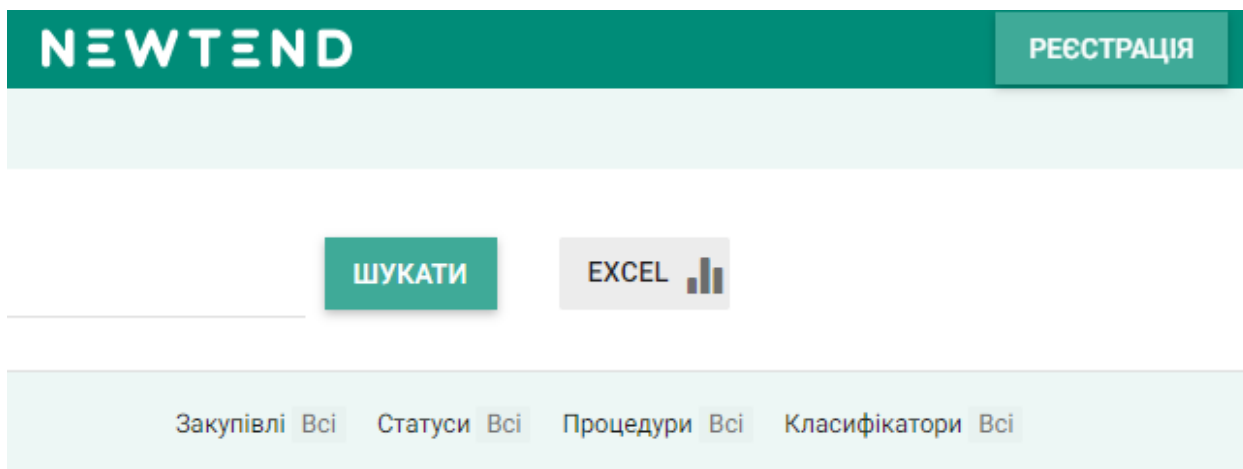 NEWTEND РЕЄСТРАЦІЯ
ШУКАТИ EXCEL
Закупівлі Всі Статуси Всі Процедури Всі Класифікатори Всі